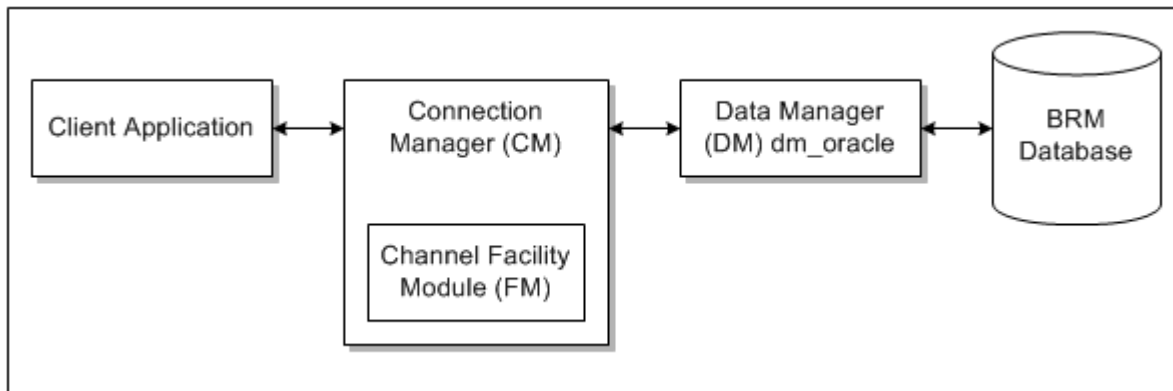 Client Application
Connection
Manager (CM)
Channel Facility
Module (FM)
Data Manager
(DM) dm_oracle
BRM
Database